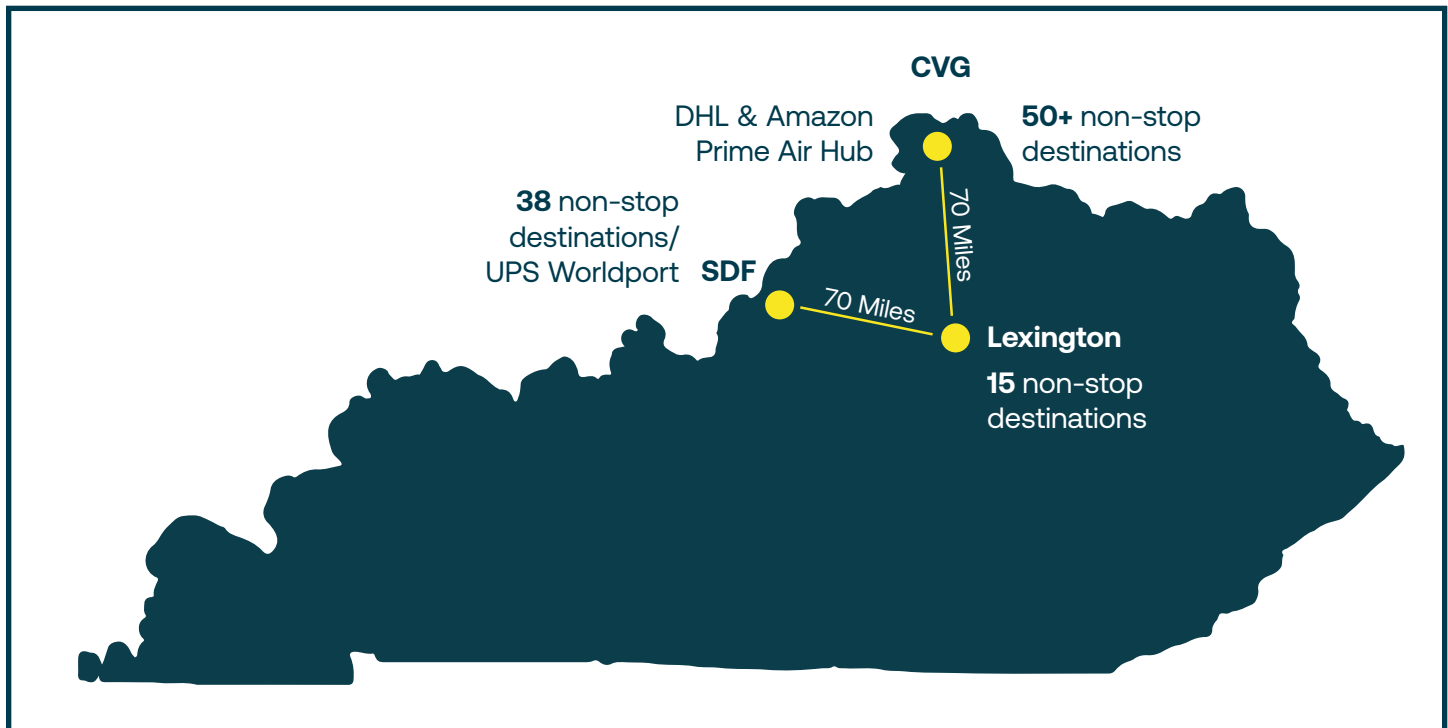 CVG
DHL & Amazon
Prime Air Hub
50+ non-stop
destinations
38 non-stop
destinations/
UPS Worldport
SDF
70 Miles
70 Miles
Lexington
15 non-stop
destinations